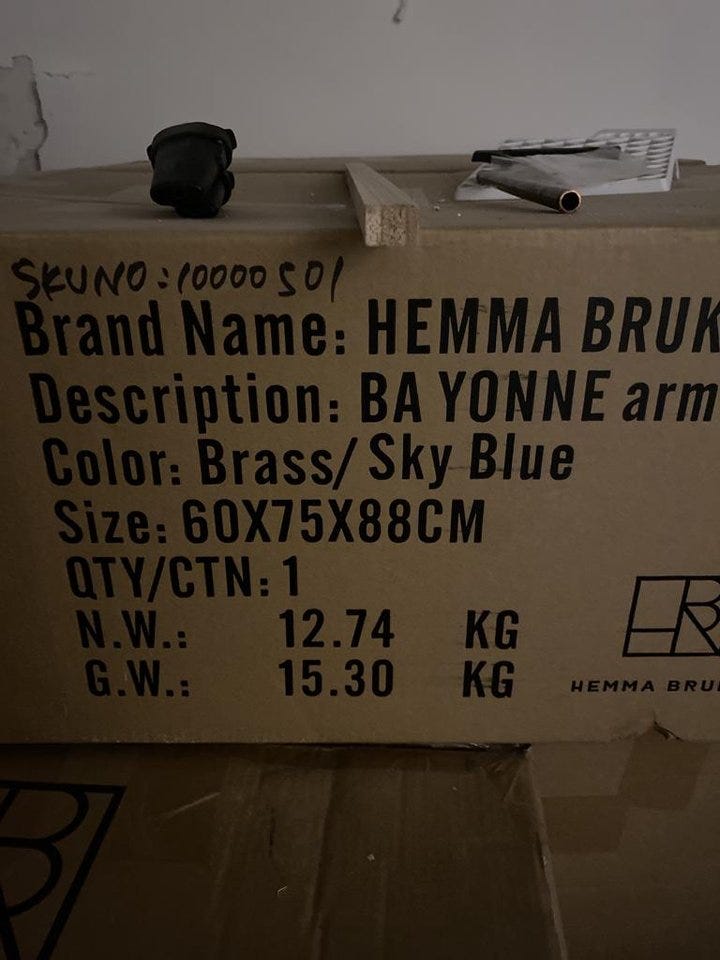 SKUNO:10000501
Brand Name: HEMMA BRUK
Description: BA YONNE arm
Color: Brass/ Sky Blue
Size: 60X75X88CM
QTY/CTN: 1
N.W.: 12.74 KG
G.W.: 15.30 KG
HEMMA BRU